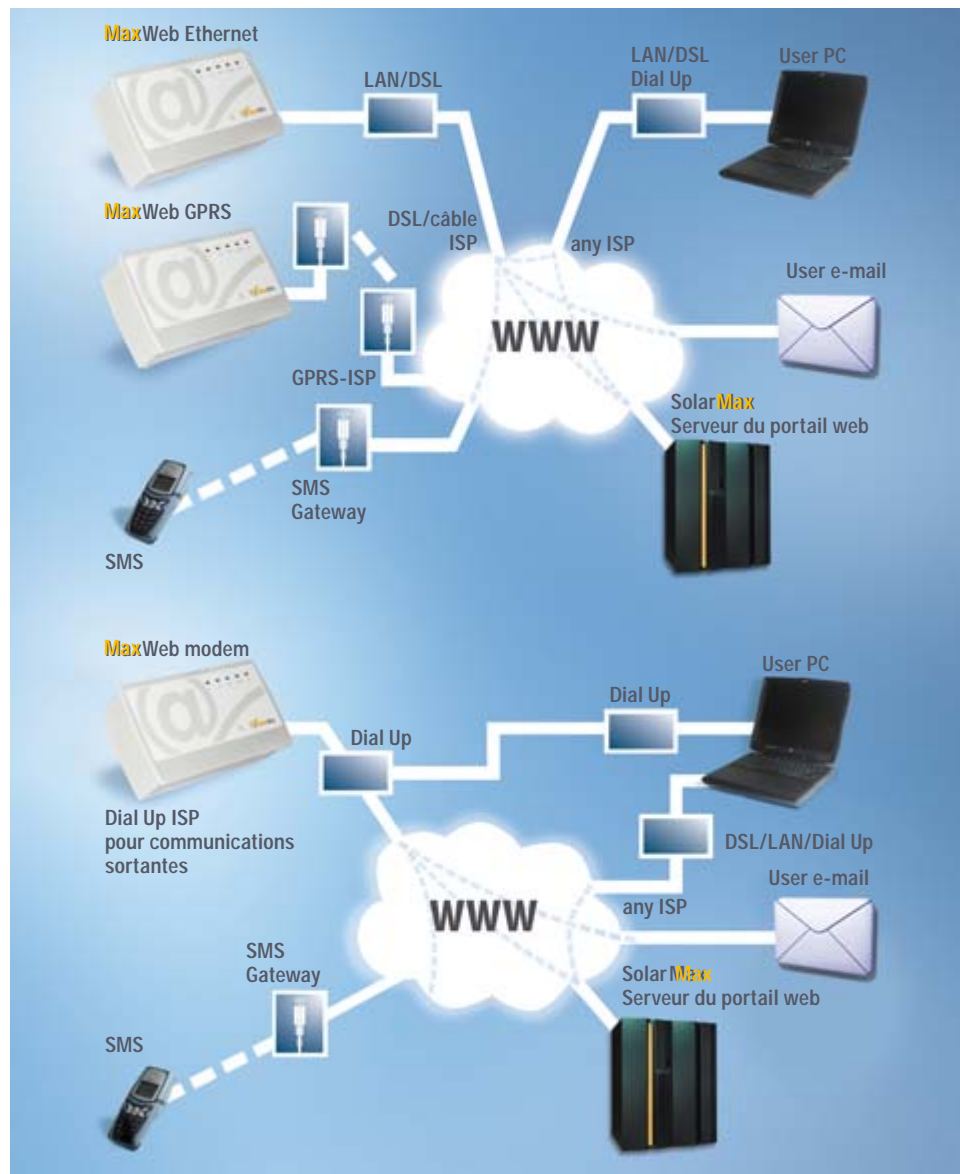 MaxWeb Ethernet
LAN/DSL
LAN/DSL
Dial Up
User PC
MaxWeb GPRS
DSL/câble
ISP
any ISP
User e-mail
WWW
GPRS-ISP
SolarMax
Serveur du portail web
SMS
Gateway
SMS
MaxWeb modem
User PC
Dial Up
Dial Up
Dial Up ISP
pour communications
sortantes
DSL/LAN/Dial Up
User e-mail
any ISP
WWW
SMS
Gateway
SolarMax
Serveur du portail web
SMS